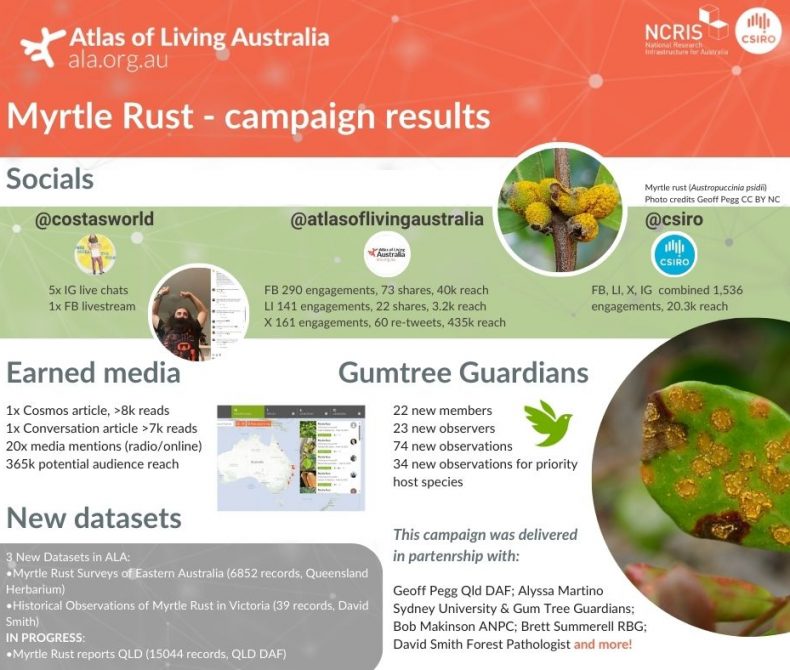 Atlas of Living Australia
ala.org.au
NCRIS
National Research
Infrastructure for Australia
CSIRO
Myrtle Rust - campaign results
Socials
Myrtle rust (Austropuccinia psidii)
Photo credits Geoff Pegg CC BY NC
@costasworld
5x IG live chats
1x FB livestream
@atlasoflivingaustralia
Atlas of Living
Australia
FB 290 engagements, 73 shares, 40k reach
LI 141 engagements, 22 shares, 3.2k reach
X 161 engagements, 60 re-tweets, 435k reach
@csiro
CSIRO
FB, LI, X, IG combined 1,536
engagements, 20.3k reach
Earned media
1x Cosmos article, >8k reads
1x Conversation article >7k reads
20x media mentions (radio/online)
365k potential audience reach
Gumtree Guardians
22 new members
23 new observers
74 new observations
34 new observations for priority
host species
New datasets
3 New Datasets in ALA:
•Myrtle Rust Surveys of Eastern Australia (6852 records, Queensland
Herbarium)
•Historical Observations of Myrtle Rust in Victoria (39 records, David
Smith)
IN PROGRESS:
•Myrtle Rust reports QLD (15044 records, QLD DAF)
This campaign was delivered
in partenrship with:
Geoff Pegg Qld DAF; Alyssa Martino
Sydney University & Gum Tree Guardians;
Bob Makinson ANPC; Brett Summerell RBG;
David Smith Forest Pathologist and more!